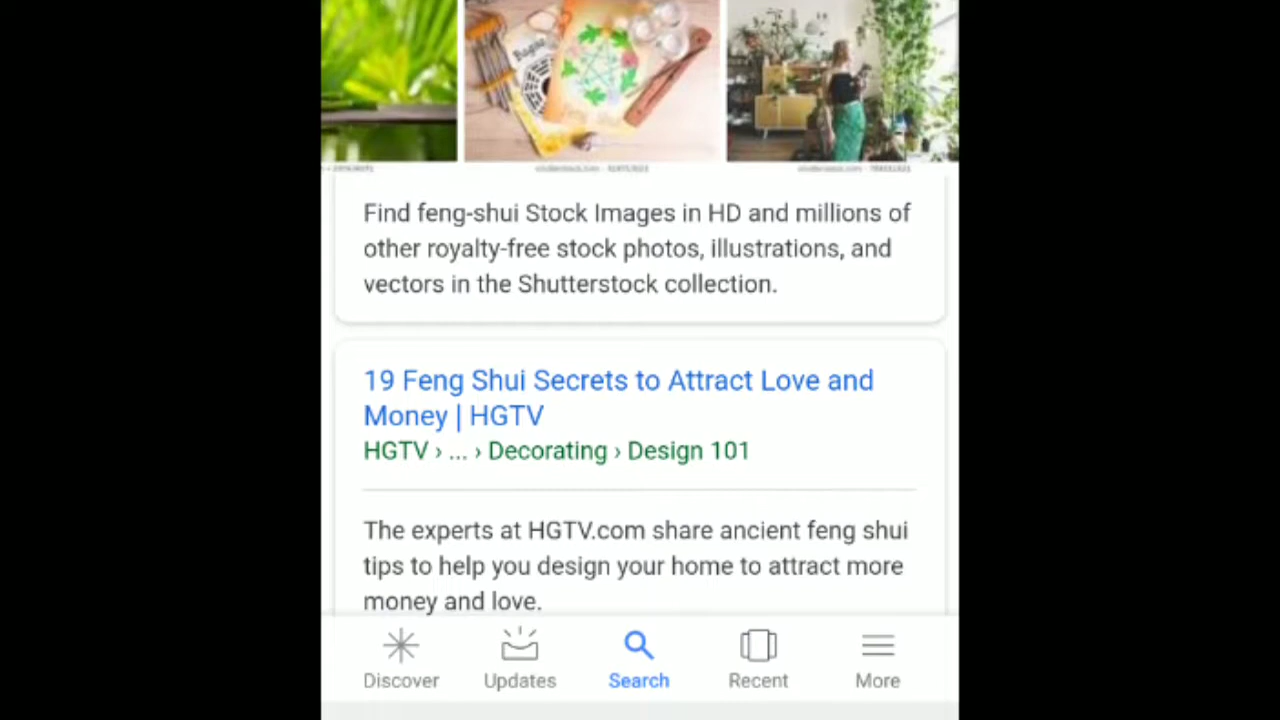 Bagua
Find feng-shui Stock Images in HD and millions of
other royalty-free stock photos, illustrations, and
vectors in the Shutterstock collection.
19 Feng Shui Secrets to Attract Love and
Money | HGTV
HGTV › ... › Decorating › Design 101
The experts at HGTV.com share ancient feng shui
tips to help you design your home to attract more
money and love.
Discover
Updates
Search
Recent
More